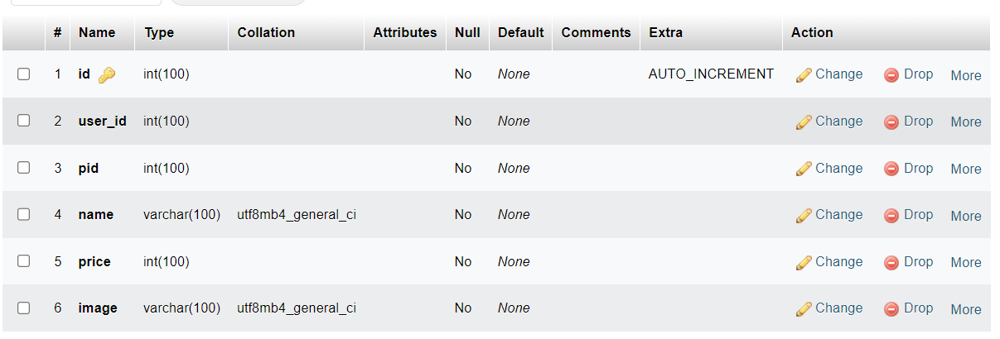 # Name Type Collation Attributes Null Default Comments Extra Action
1 id int(100) No None AUTO_INCREMENT Change Drop More
2 user_id int(100) No None Change Drop More
3 pid int(100) No None Change Drop More
4 name varchar(100) utf8mb4_general_ci No None Change Drop More
5 price int(100) No None Change Drop More
6 image varchar(100) utf8mb4_general_ci No None Change Drop More